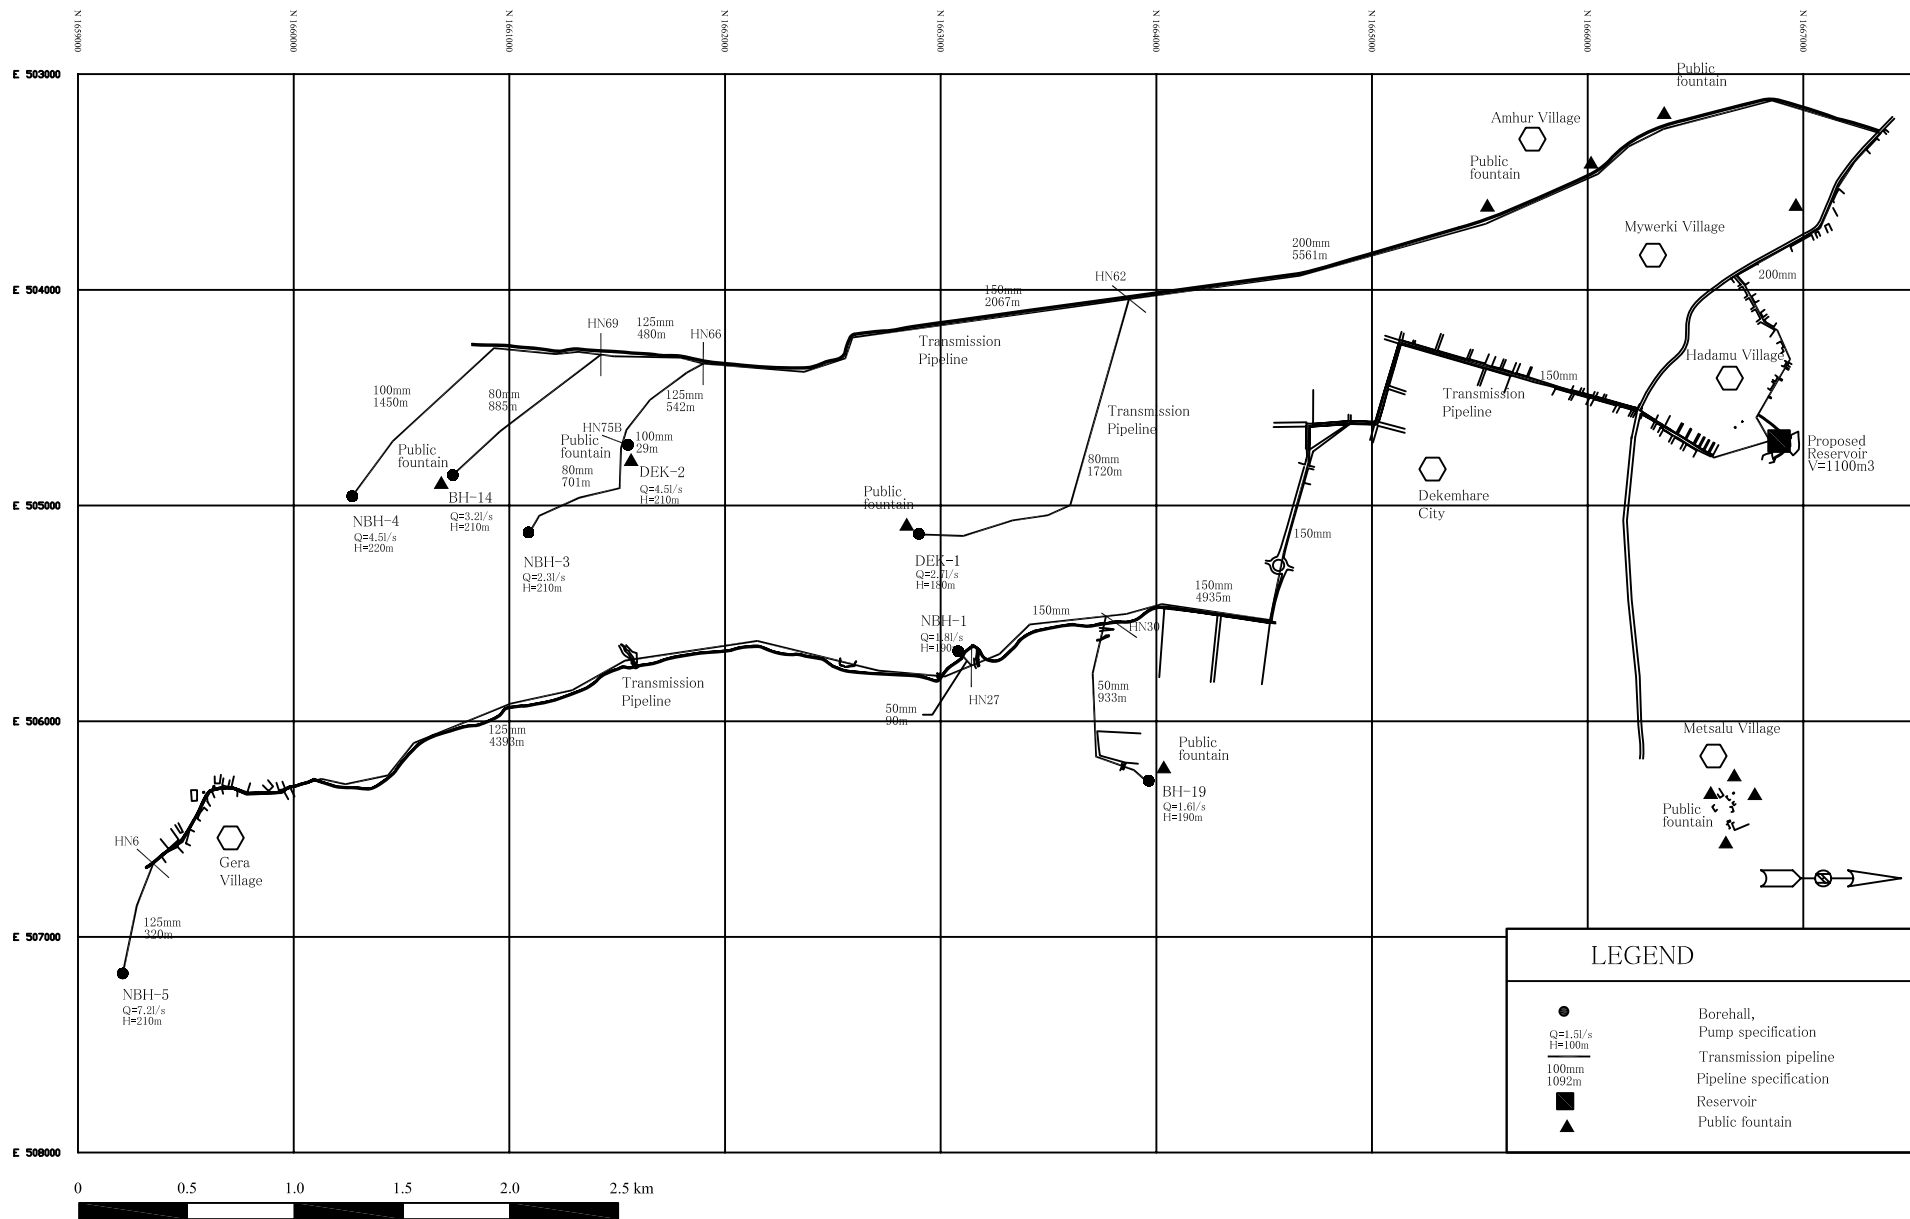 N 1659000
N 1660000
N 1661000
N 1662000
N 1663000
N 1664000
N 1665000
N 1666000
N 1667000
E 503000
E 504000
E 505000
E 506000
E 507000
E 508000
Public
fountain
Amhur Village
Public
fountain
Mywerki Village
200mm
5561m
200mm
HN62
150mm
2067m
HN69
125mm
480m
HN66
Transmission
Pipeline
Hadamu Village
150mm
Transmission
Pipeline
100mm
1450m
80mm
885m
125mm
542m
Transmission
Pipeline
HN75B
100mm
29m
Public
fountain
Public
fountain
80mm
701m
DEK-2
Q=4.5l/s
H=210m
80mm
1720m
Proposed
Reservoir
V=1100m3
Dekemhare
City
BH-14
Q=3.2l/s
H=210m
NBH-4
Q=4.5l/s
H=220m
Public
fountain
NBH-3
Q=2.3l/s
H=210m
DEK-1
Q=2.7l/s
H=180m
150mm
150mm
4935m
NBH-1
Q=1.8l/s
H=190
150mm
HN30
Transmission
Pipeline
HN27
50mm
90m
50mm
933m
125mm
4393m
Public
fountain
BH-19
Q=1.6l/s
H=190m
Metsalu Village
Public
fountain
HN6
Gera
Village
125mm
320m
NBH-5
Q=7.2l/s
H=210m
LEGEND
Borehall,
Pump specification
Q=1.5l/s
H=100m
Transmission pipeline
100mm
1092m
Pipeline specification
Reservoir
Public fountain
N
0
0.5
1.0
1.5
2.0
2.5 km